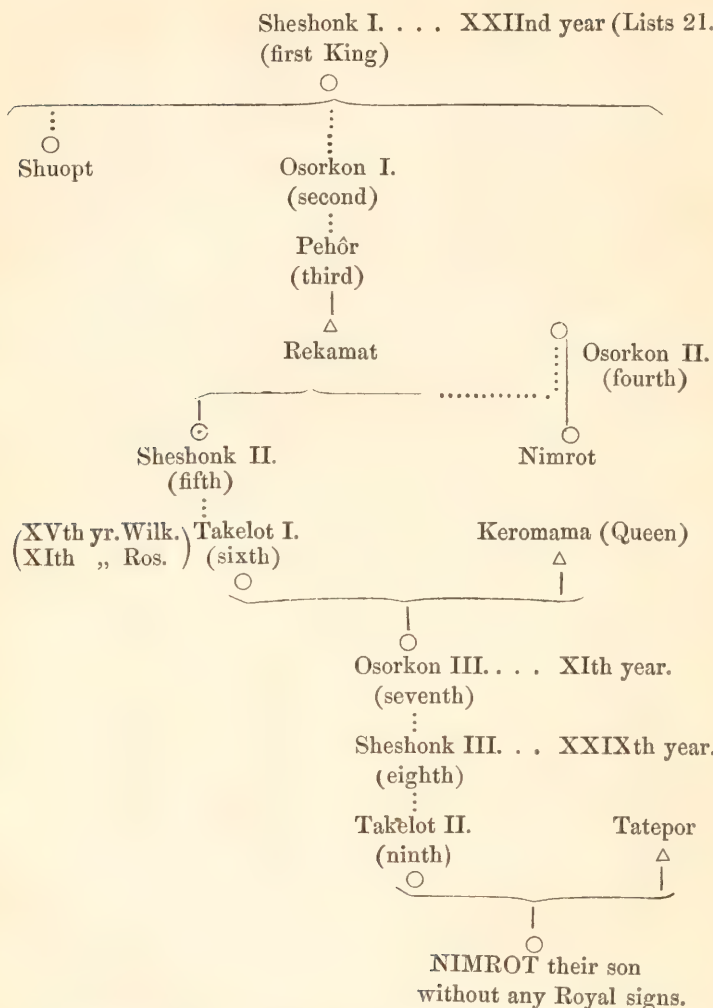 Sheshonk I. . . . XXIInd year (Lists 21.
(first King)
Shuopt
Osorkon I.
(second)
Pehôr
(third)
Rekamat
Osorkon II.
(fourth)
Sheshonk II.
(fifth)
Nimrot
(XVth yr. Wilk.) Takelot I.
(XIth „ Ros. ) (sixth)
Keromama (Queen)
Osorkon III. . . . XIth year.
(seventh)
Sheshonk III. . . XXIXth year.
(eighth)
Takelot II.
(ninth)
Tatepor
NIMROT their son
without any Royal signs.